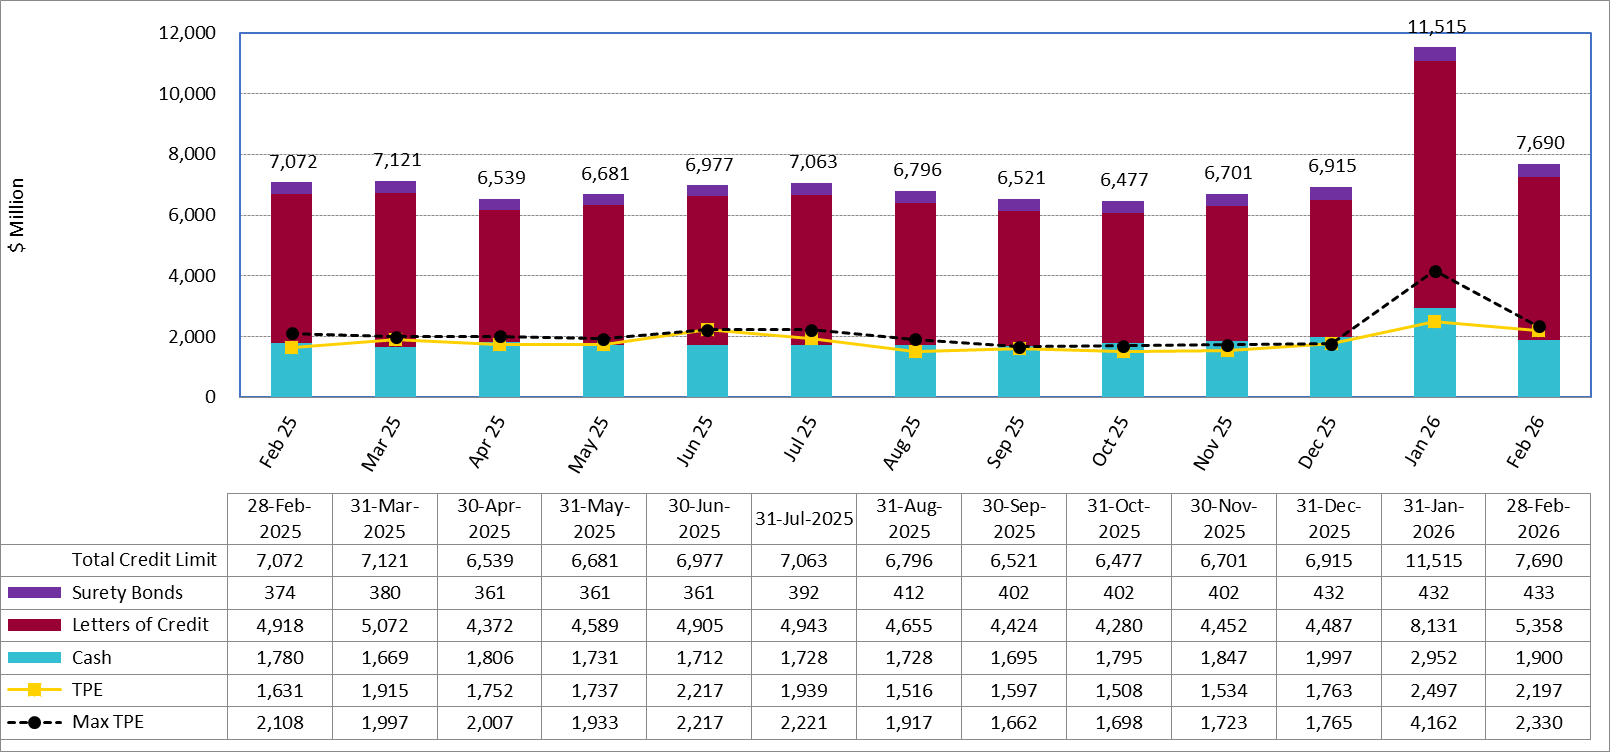 12,000
10,000
8,000
6,000
4,000
2,000
0
$ Million
7,072
7,121
6,539
6,681
6,977
7,063
6,796
6,521
6,477
6,701
6,915
11,515
7,690
Feb 25
Mar 25
Apr 25
May 25
Jun 25
Jul 25
Aug 25
Sep 25
Oct 25
Nov 25
Dec 25
Jan 26
Feb 26
28-Feb-2025 31-Mar-2025 30-Apr-2025 31-May-2025 30-Jun-2025 31-Jul-2025 31-Aug-2025 30-Sep-2025 31-Oct-2025 30-Nov-2025 31-Dec-2025 31-Jan-2026 28-Feb-2026
Total Credit Limit 7,072 7,121 6,539 6,681 6,977 7,063 6,796 6,521 6,477 6,701 6,915 11,515 7,690
Surety Bonds 374 380 361 361 361 392 412 402 402 402 432 432 433
Letters of Credit 4,918 5,072 4,372 4,589 4,905 4,943 4,655 4,424 4,280 4,452 4,487 8,131 5,358
Cash 1,780 1,669 1,806 1,731 1,712 1,728 1,728 1,695 1,795 1,847 1,997 2,952 1,900
TPE 1,631 1,915 1,752 1,737 2,217 1,939 1,516 1,597 1,508 1,534 1,763 2,497 2,197
Max TPE 2,108 1,997 2,007 1,933 2,217 2,221 1,917 1,662 1,698 1,723 1,765 4,162 2,330